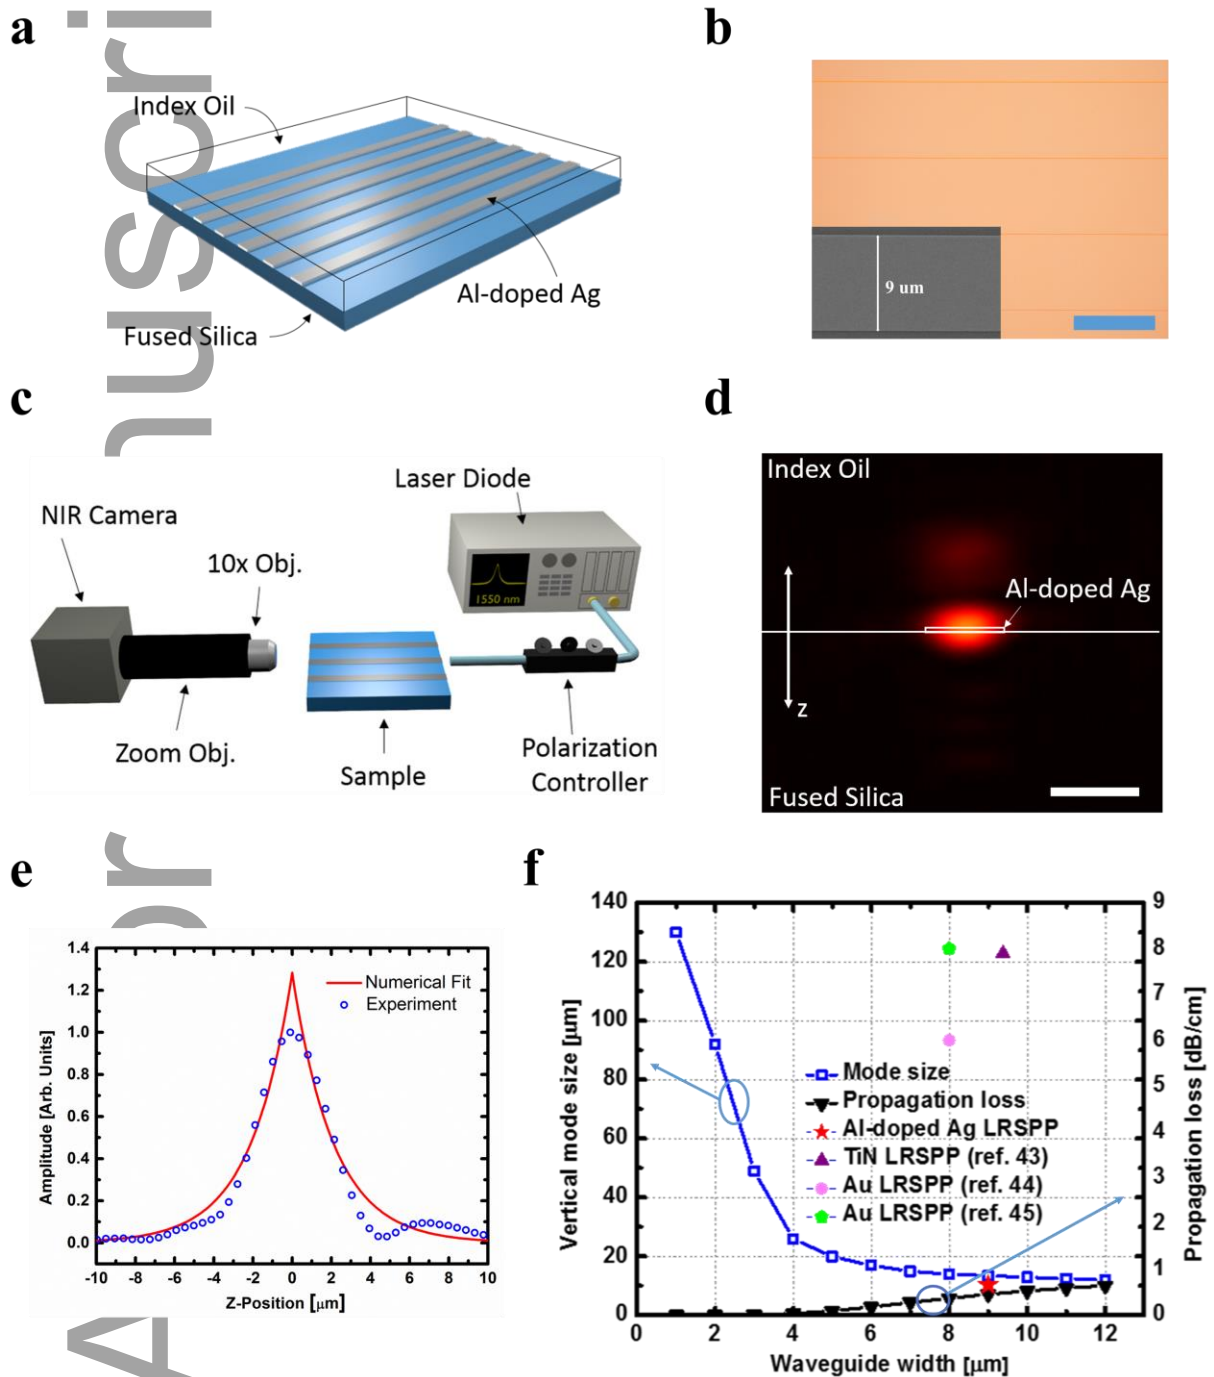 a
Index Oil
Al-doped Ag
Fused Silica
b
9 um
c
NIR Camera
10x Obj.
Zoom Obj.
Laser Diode
1550 nm
Sample
Polarization
Controller
d
Index Oil
Al-doped Ag
z
Fused Silica
e
1.4
1.2
1.0
0.8
0.6
0.4
0.2
0.0
Amplitude [Arb. Units]
Numerical Fit
Experiment
-10 -8 -6 -4 -2 0 2 4 6 8 10
Z-Position [μm]
f
140
120
100
80
60
40
20
0
Vertical mode size [μm]
Mode size
Propagation loss
Al-doped Ag LRSPP
TiN LRSPP (ref. 43)
Au LRSPP (ref. 44)
Au LRSPP (ref. 45)
9
8
7
6
5
4
3
2
1
0
Propagation loss [dB/cm]
0 2 4 6 8 10 12
Waveguide width [μm]